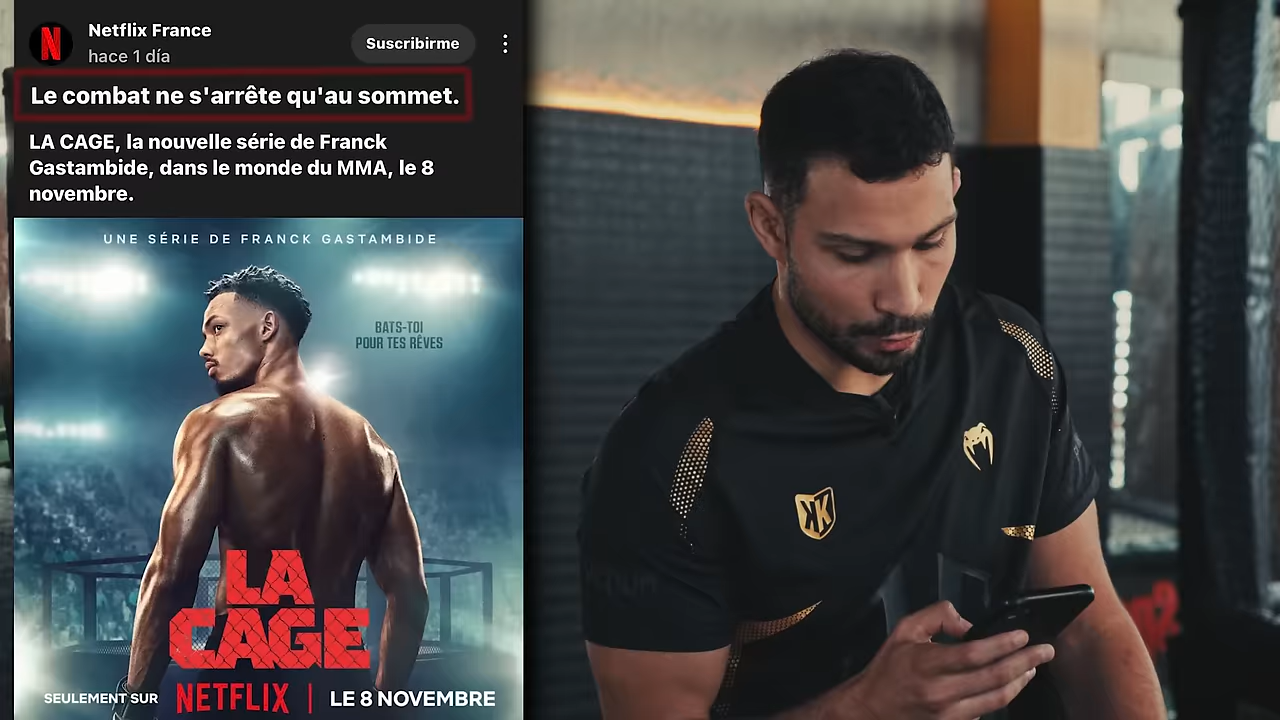 Netflix France
hace 1 día
Suscribirme
Le combat ne s'arrête qu'au sommet.
LA CAGE, la nouvelle série de Franck
Gastambide, dans le monde du MMA, le 8
novembre.
UNE SÉRIE DE FRANCK GASTAMBIDE
BATS-TOI
POUR TES RÊVES
LA
CAGE
SEULEMENT SUR NETFLIX | LE 8 NOVEMBRE
KK